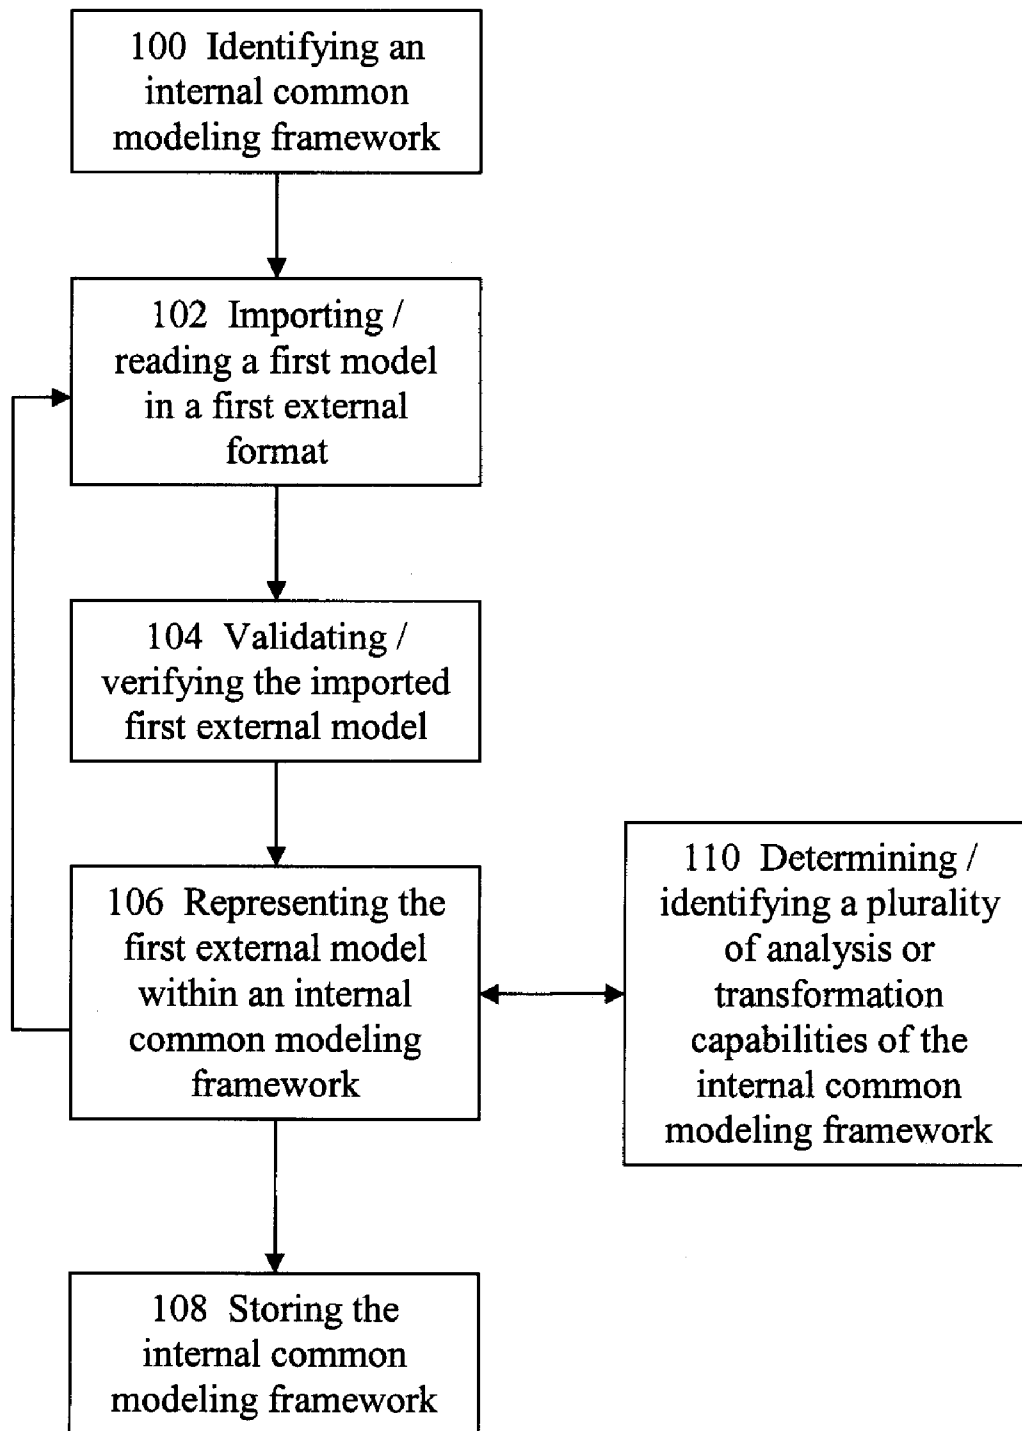 100 Identifying an
internal common
modeling framework
102 Importing /
reading a first model
in a first external
format
104 Validating /
verifying the imported
first external model
106 Representing the
first external model
within an internal
common modeling
framework
110 Determining /
identifying a plurality
of analysis or
transformation
capabilities of the
internal common
modeling framework
108 Storing the
internal common
modeling framework